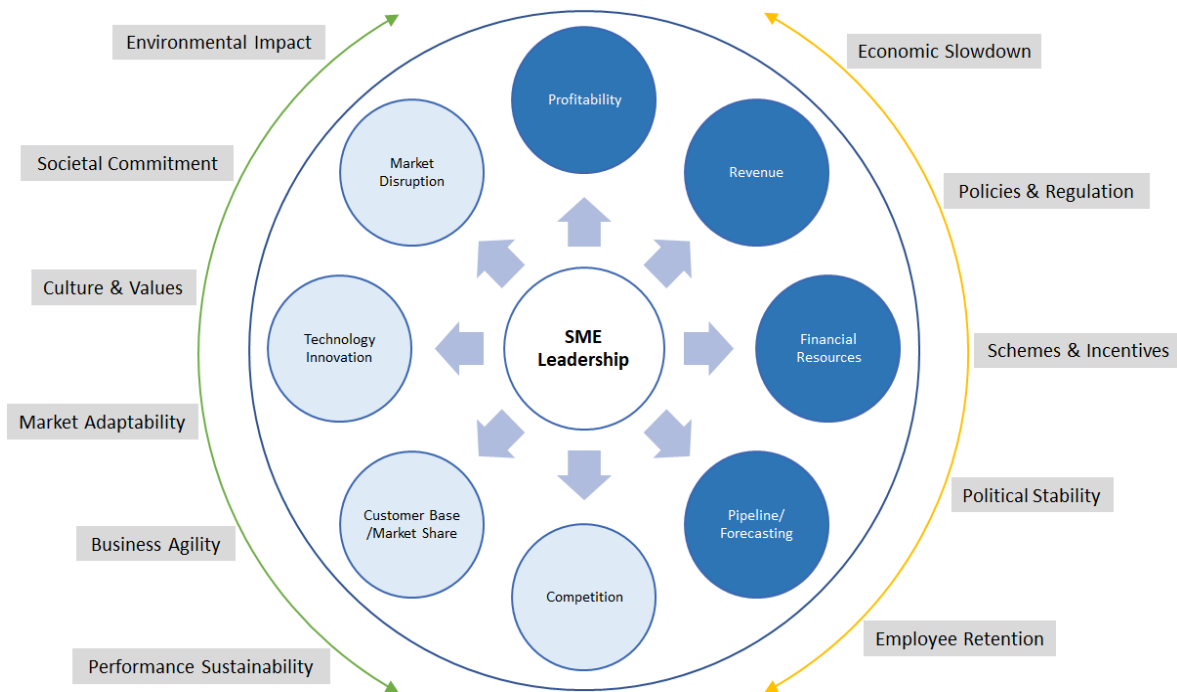 Environmental Impact
Economic Slowdown
Profitability
Societal Commitment
Market
Disruption
Revenue
Policies & Regulation
Culture & Values
Technology
Innovation
SME
Leadership
Financial
Resources
Schemes & Incentives
Market Adaptability
Customer Base
/Market Share
Pipeline/
Forecasting
Political Stability
Business Agility
Competition
Employee Retention
Performance Sustainability